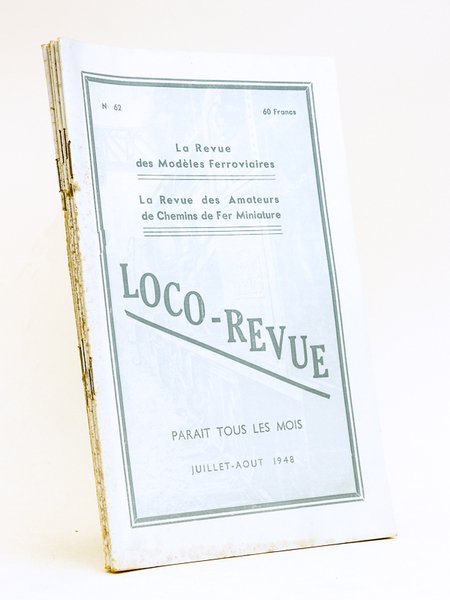 N 62
60 Francs
La Revue
des Modèles Ferroviaires
La Revue des Amateurs
de Chemins de Fer Miniature
LOCO-REVUE
PARAIT TOUS LES MOIS
JUILLET-AOUT 1948